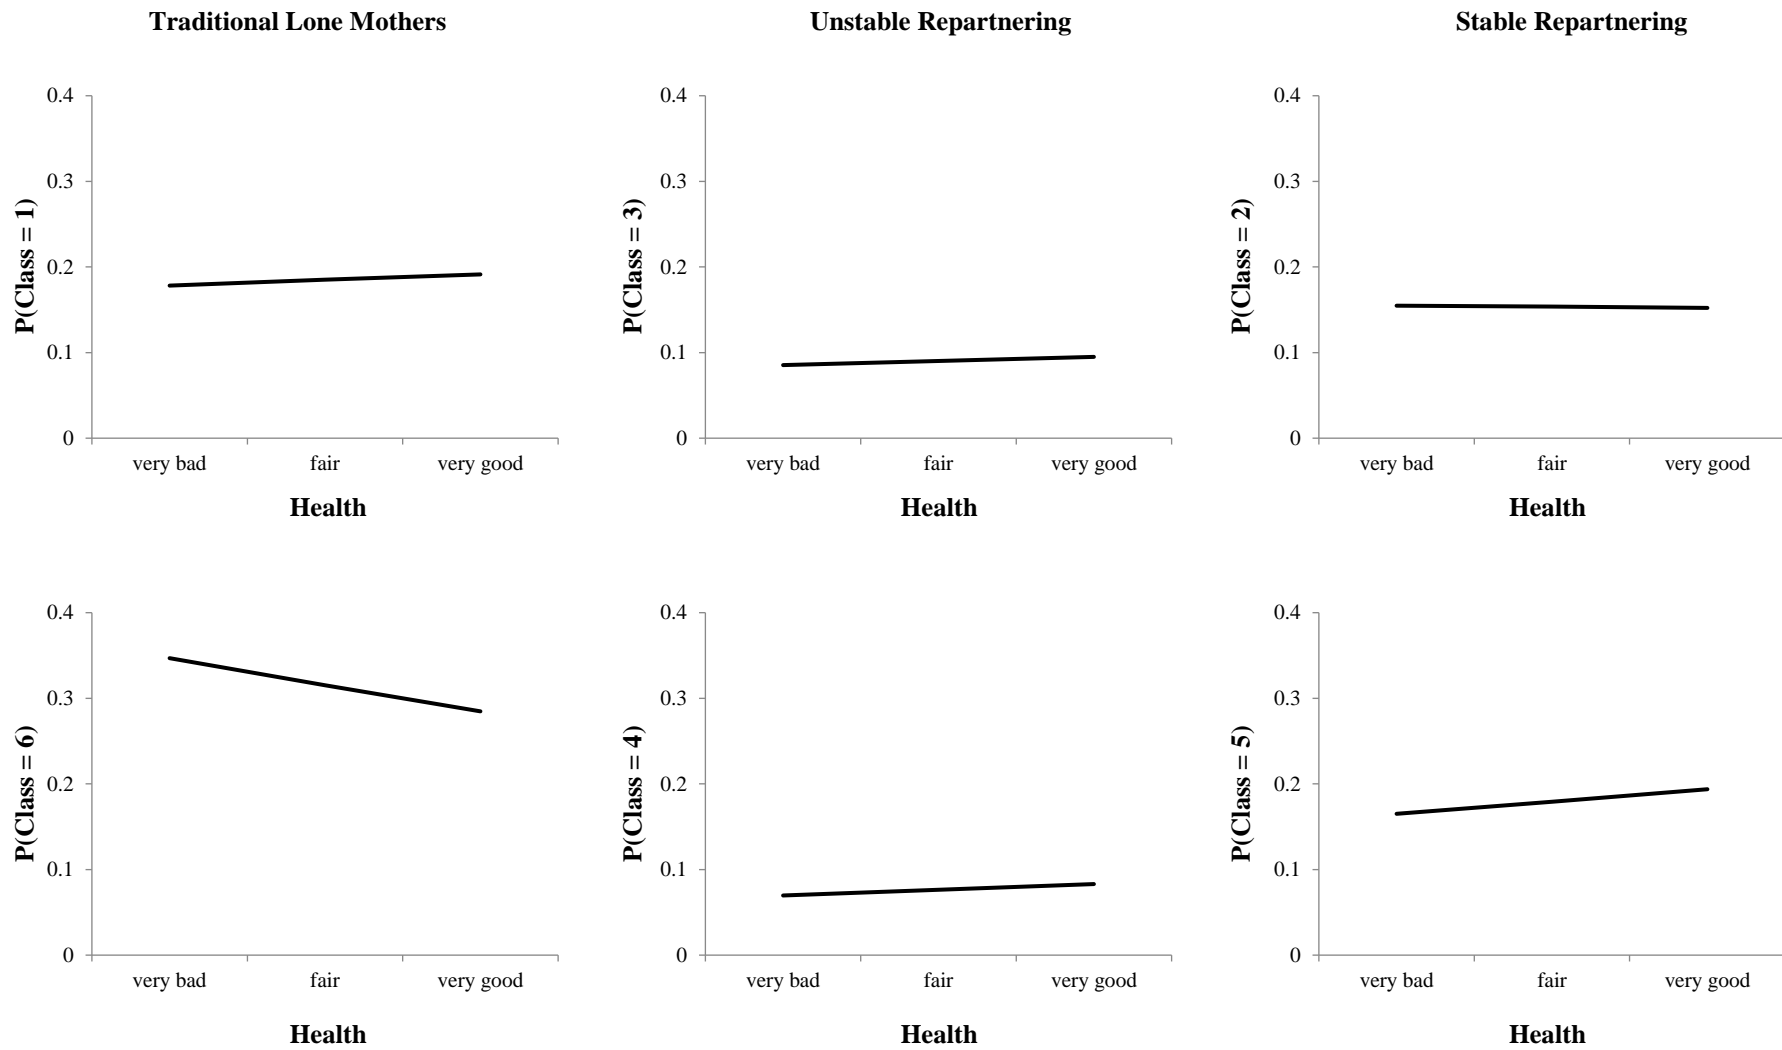 Traditional Lone Mothers
Unstable Repartnering
Stable Repartnering
P(Class = 1)
0.4
0.3
0.2
0.1
0
very bad fair very good
Health
P(Class = 3)
0.4
0.3
0.2
0.1
0
very bad fair very good
Health
P(Class = 2)
0.4
0.3
0.2
0.1
0
very bad fair very good
Health
P(Class = 6)
0.4
0.3
0.2
0.1
0
very bad fair very good
Health
P(Class = 4)
0.4
0.3
0.2
0.1
0
very bad fair very good
Health
P(Class = 5)
0.4
0.3
0.2
0.1
0
very bad fair very good
Health